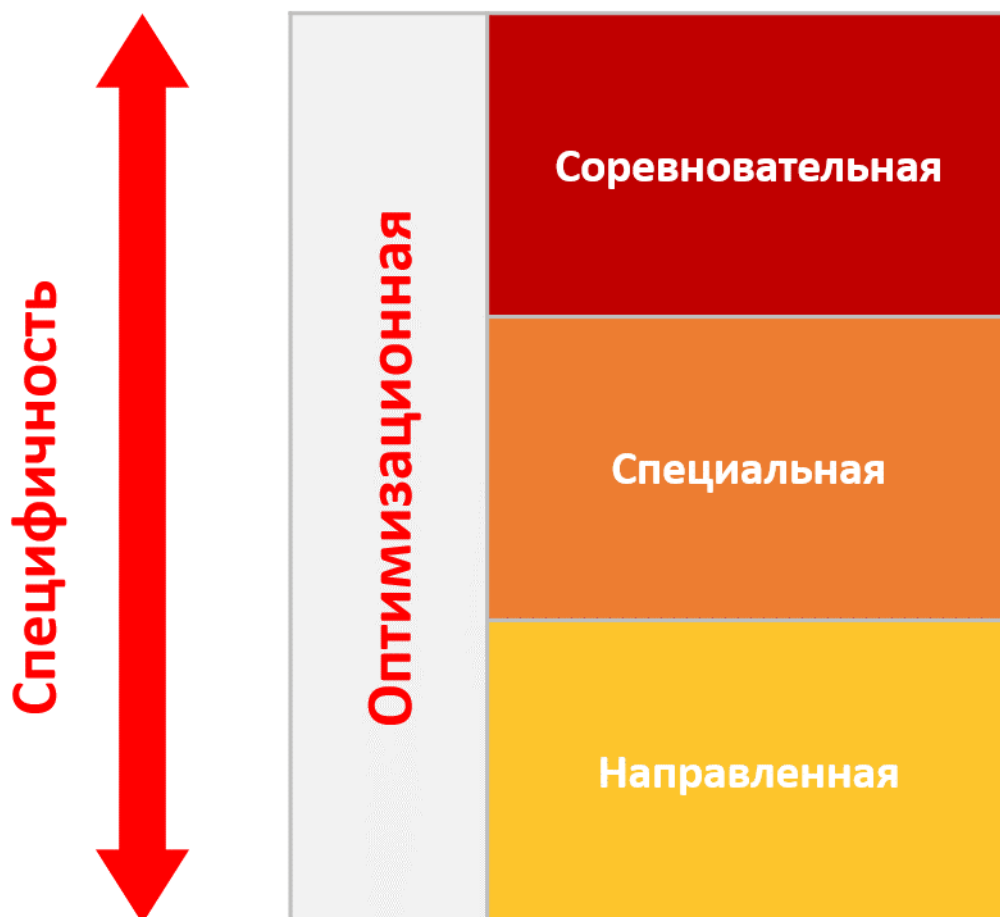 Специфичность
Оптимизационная
Соревновательная
Специальная
Направленная